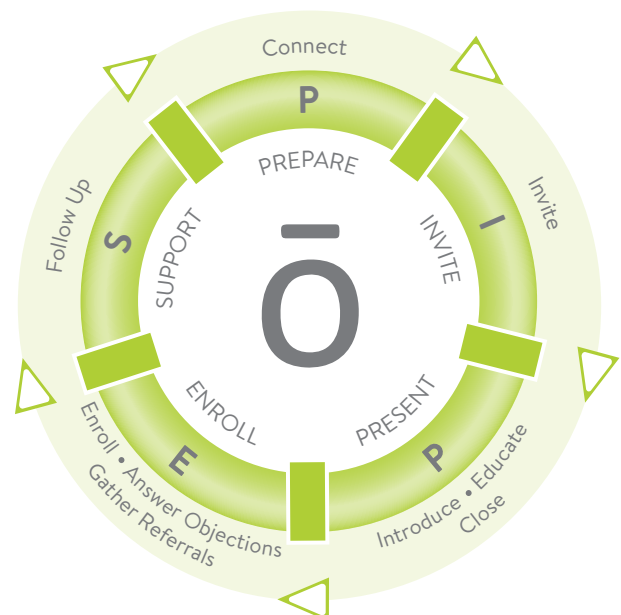 Connect
P
PREPARE
Invite
I
INVITE
PRESENT
P
Introduce • Educate
Close
ENROLL
E
Enroll • Answer Objections
Gather Referrals
Follow Up
S
SUPPORT
ō